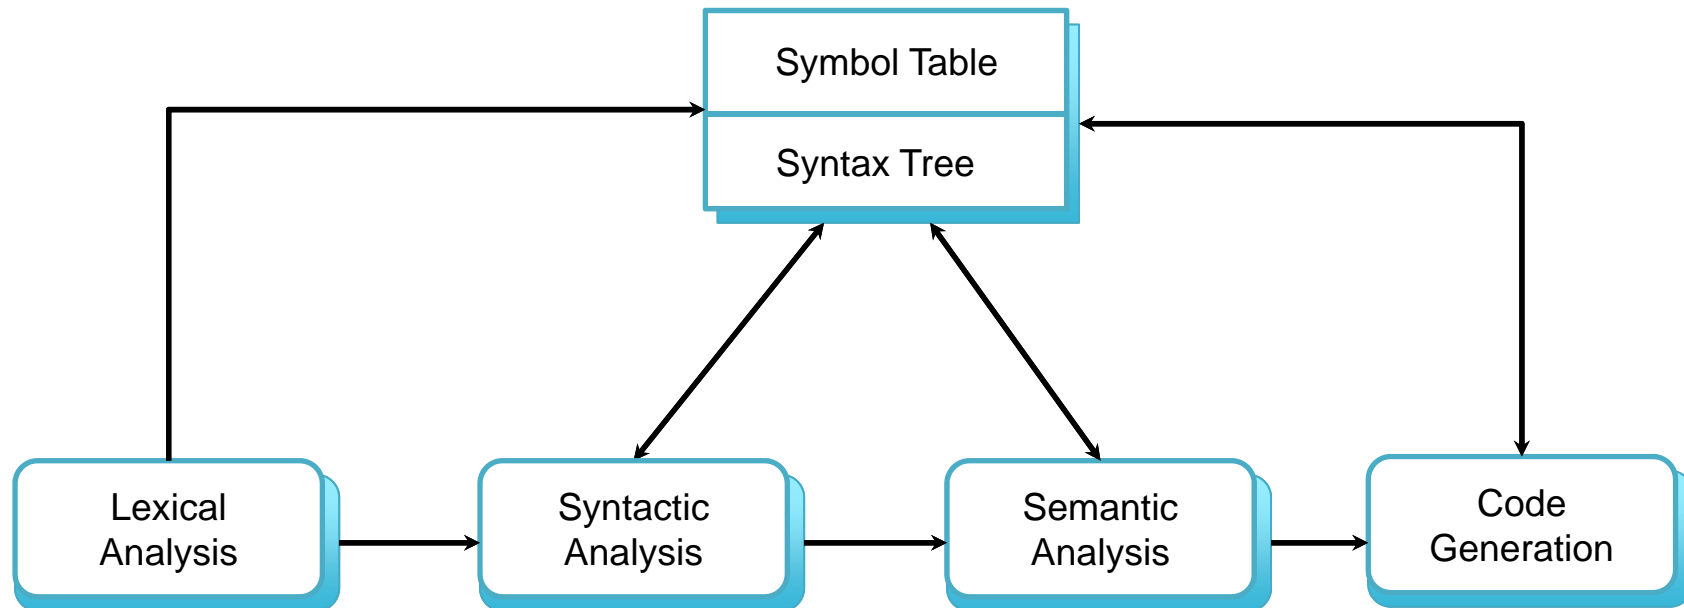 Symbol Table
Syntax Tree
Lexical
Analysis
Syntactic
Analysis
Semantic
Analysis
Code
Generation